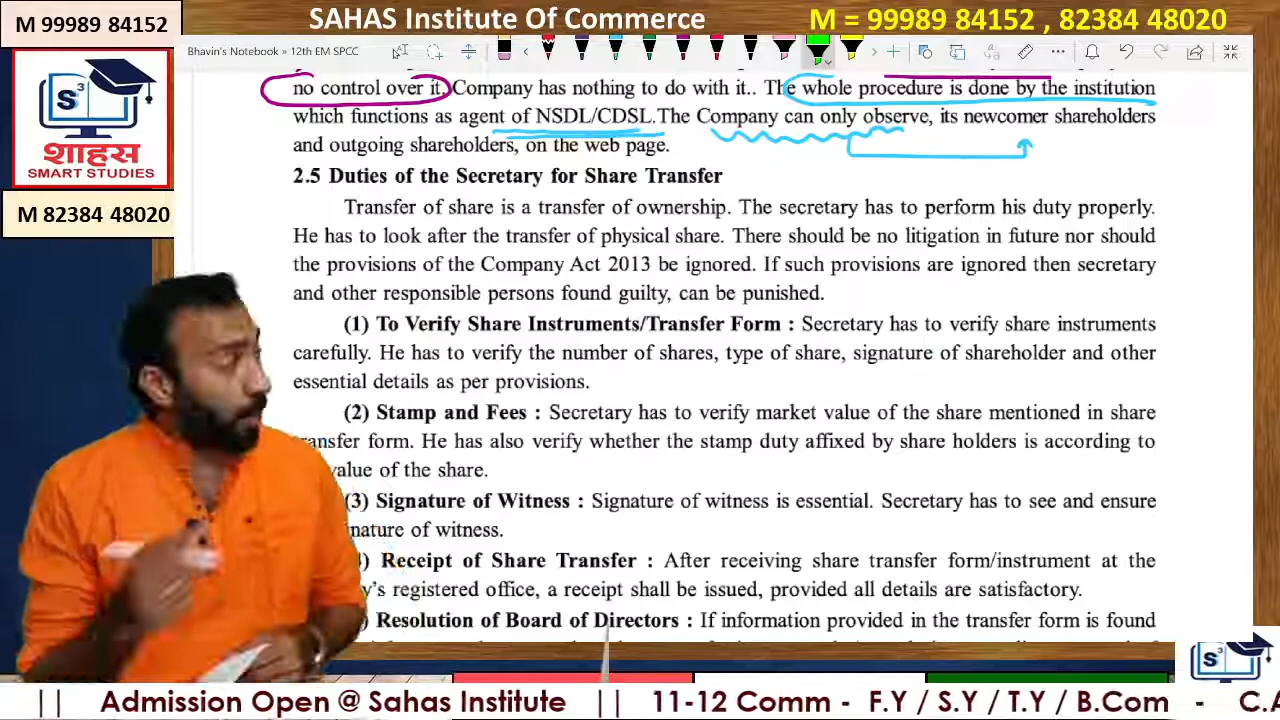 M 99989 84152
SAHAS Institute Of Commerce
M = 99989 84152 , 82384 48020
Bhavin's Notebook » 12th EM SPCC
S³
शाहस
SMART STUDIES
M 82384 48020
no control over it. Company has nothing to do with it.. The whole procedure is done by the institution
which functions as agent of NSDL/CDSL.The Company can only observe, its newcomer shareholders
and outgoing shareholders, on the web page.
2.5 Duties of the Secretary for Share Transfer
Transfer of share is a transfer of ownership. The secretary has to perform his duty properly.
He has to look after the transfer of physical share. There should be no litigation in future nor should
the provisions of the Company Act 2013 be ignored. If such provisions are ignored then secretary
and other responsible persons found guilty, can be punished.
(1) To Verify Share Instruments/Transfer Form : Secretary has to verify share instruments
carefully. He has to verify the number of shares, type of share, signature of shareholder and other
essential details as per provisions.
(2) Stamp and Fees : Secretary has to verify market value of the share mentioned in share
transfer form. He has also verify whether the stamp duty affixed by share holders is according to
value of the share.
(3) Signature of Witness : Signature of witness is essential. Secretary has to see and ensure
nature of witness.
) Receipt of Share Transfer : After receiving share transfer form/instrument at the
y's registered office, a receipt shall be issued, provided all details are satisfactory.
) Resolution of Board of Directors : If information provided in the transfer form is found
S³
|| Admission Open @ Sahas Institute || 11-12 Comm - F.Y / S.Y / T.Y / B.Com - C.A